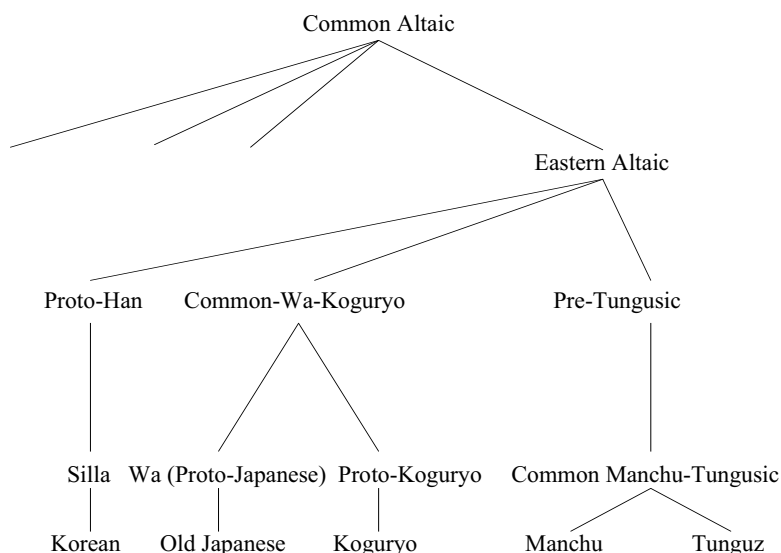 Common Altaic
Eastern Altaic
Proto-Han Common-Wa-Koguryo Pre-Tungusic
Silla Wa (Proto-Japanese) Proto-Koguryo Common Manchu-Tungusic
Korean Old Japanese Koguryo Manchu Tunguz